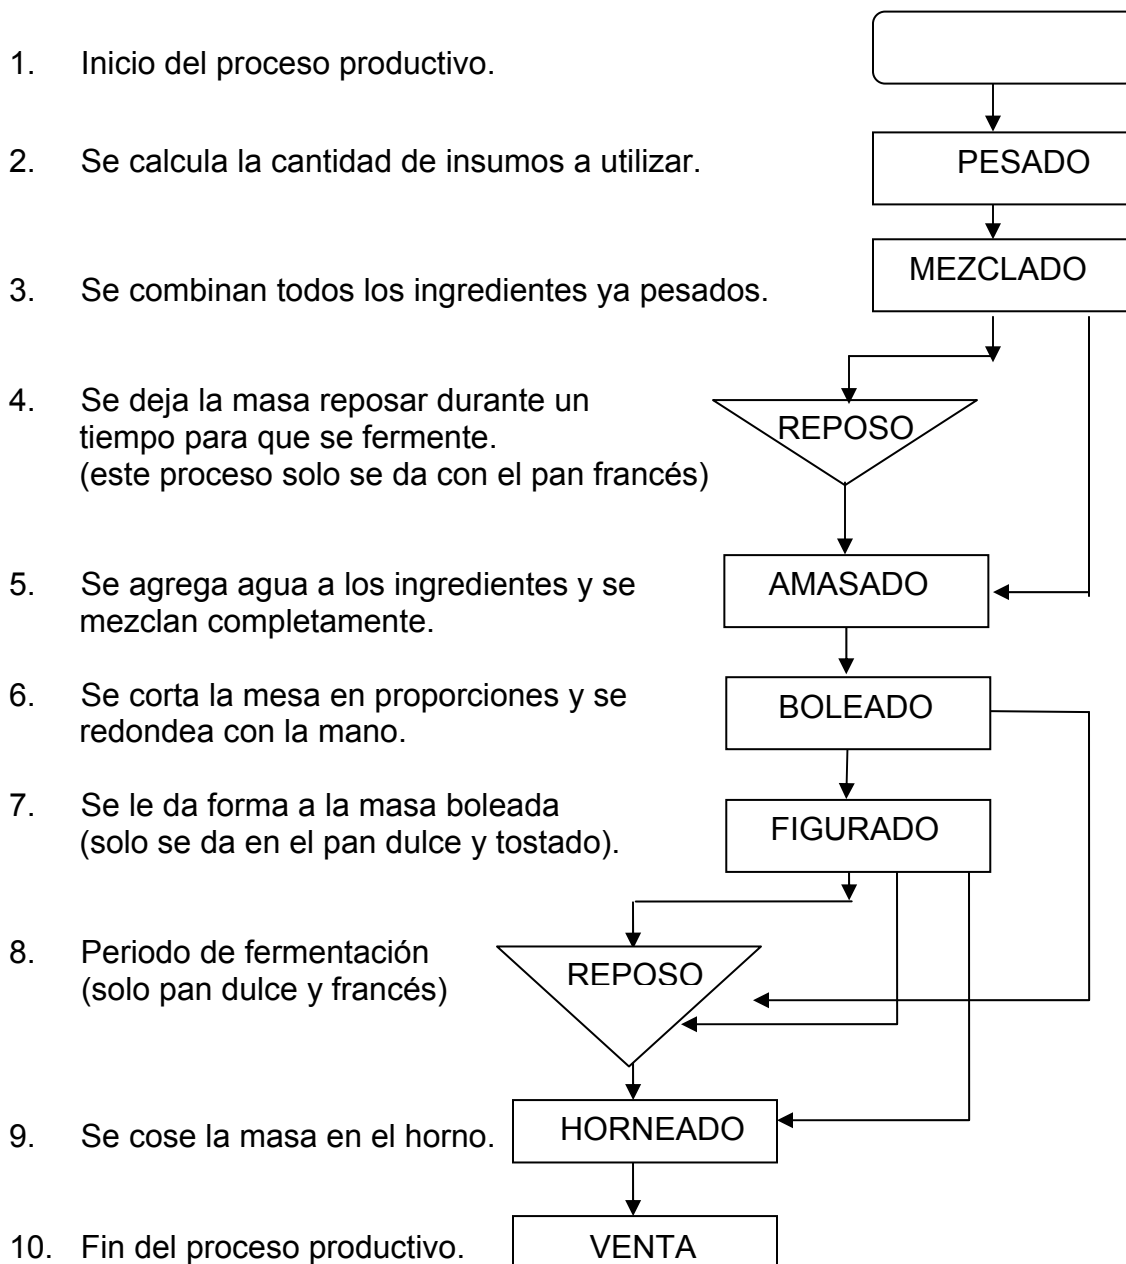 1. Inicio del proceso productivo.
2. Se calcula la cantidad de insumos a utilizar.
PESADO
3. Se combinan todos los ingredientes ya pesados.
MEZCLADO
4. Se deja la masa reposar durante un
tiempo para que se fermente.
(este proceso solo se da con el pan francés)
REPOSO
5. Se agrega agua a los ingredientes y se
mezclan completamente.
AMASADO
6. Se corta la mesa en proporciones y se
redondea con la mano.
BOLEADO
7. Se le da forma a la masa boleada
(solo se da en el pan dulce y tostado).
FIGURADO
8. Periodo de fermentación
(solo pan dulce y francés)
REPOSO
9. Se cose la masa en el horno.
HORNEADO
10. Fin del proceso productivo.
VENTA